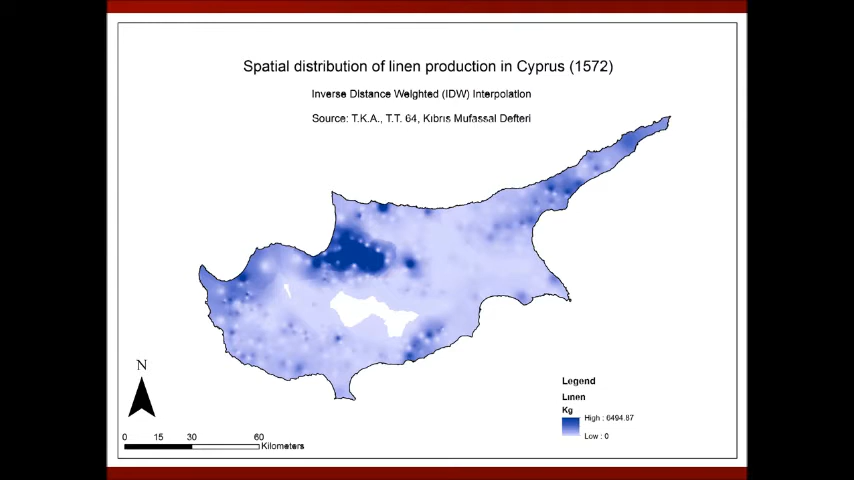 Spatial distribution of linen production in Cyprus (1572)
Inverse Distance Weighted (IDW) Interpolation
Source: T.K.A., T.T. 64, Kıbrıs Mufassal Defteri
N
0 15 30 60
Kilometers
Legend
Linen
Kg
High : 6494.87
Low : 0